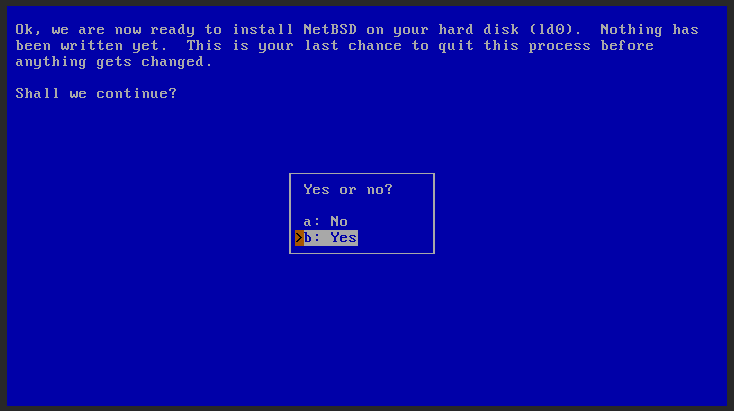 Ok, we are now ready to install NetBSD on your hard disk (ld0).  Nothing has
been written yet.  This is your last chance to quit this process before
anything gets changed.
Shall we continue?
Yes or no?
a: No
>b: Yes